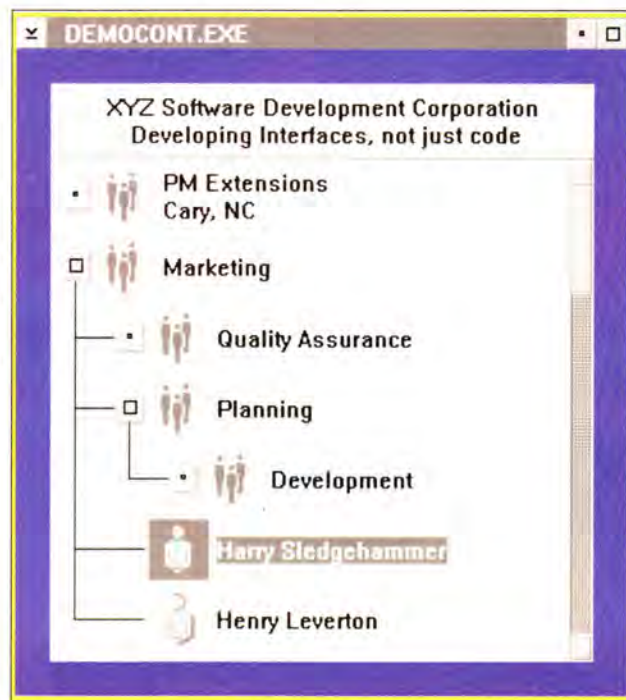 DEMOCONT.EXE
XYZ Software Development Corporation
Developing Interfaces, not just code
PM Extensions
Cary, NC
Marketing
Quality Assurance
Planning
Development
Harry Sledgehammer
Henry Leverton